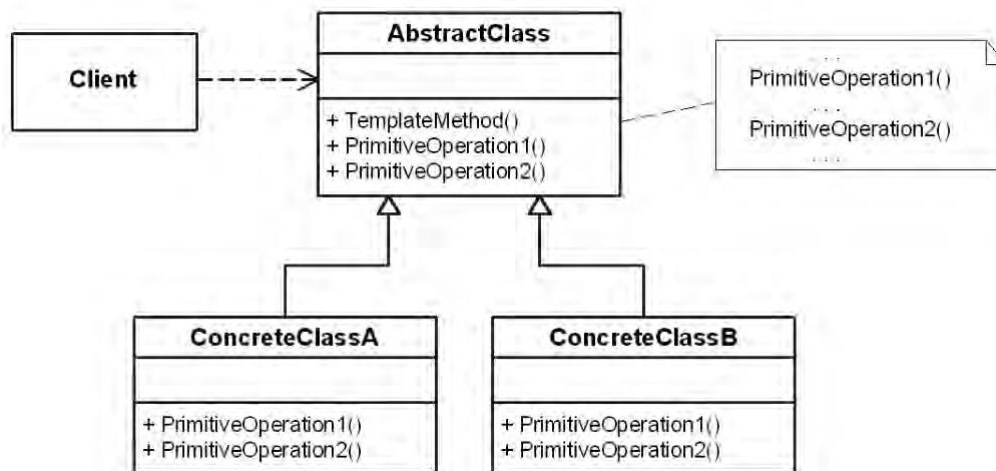 Client
AbstractClass
+ TemplateMethod()
+ PrimitiveOperation1()
+ PrimitiveOperation2()
....
PrimitiveOperation1()
....
PrimitiveOperation2()
.....
ConcreteClassA
+ PrimitiveOperation1()
+ PrimitiveOperation2()
ConcreteClassB
+ PrimitiveOperation1()
+ PrimitiveOperation2()